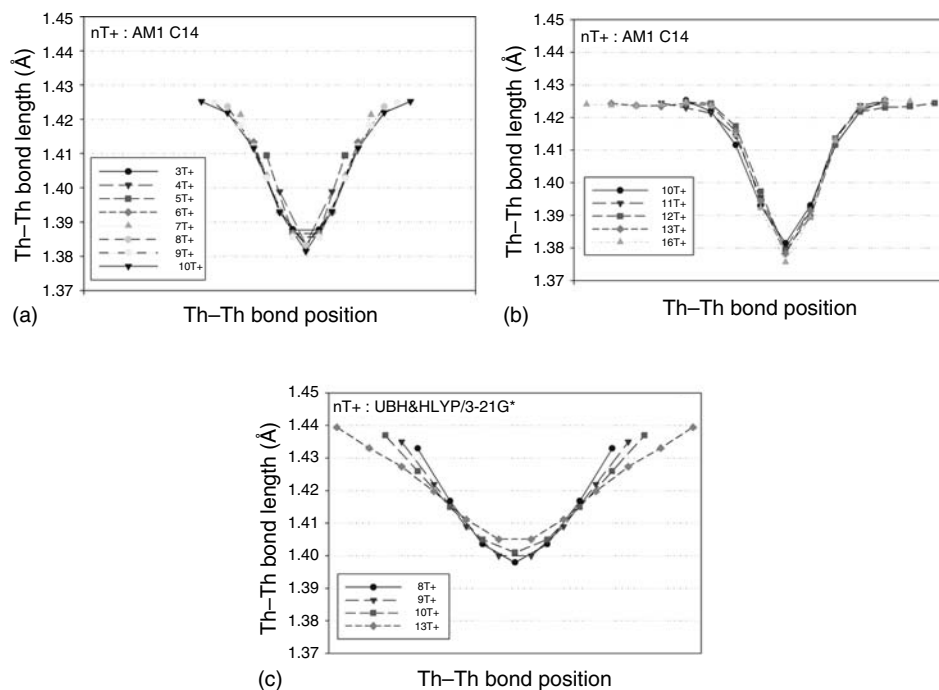 nT+ : AM1 C14
Th–Th bond length (Å)
1.45
1.44
1.43
1.42
1.41
1.40
1.39
1.38
1.37
3T+
4T+
5T+
6T+
7T+
8T+
9T+
10T+
(a)
Th–Th bond position
nT+ : AM1 C14
Th–Th bond length (Å)
1.45
1.44
1.43
1.42
1.41
1.40
1.39
1.38
1.37
10T+
11T+
12T+
13T+
16T+
(b)
Th–Th bond position
nT+ : UBH&HLYP/3-21G*
Th–Th bond length (Å)
1.45
1.44
1.43
1.42
1.41
1.40
1.39
1.38
1.37
8T+
9T+
10T+
13T+
(c)
Th–Th bond position